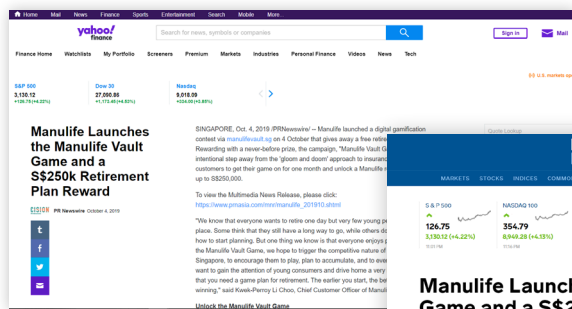 Home Mail News Finance Sports Entertainment Search Mobile More...
yahoo!
finance
Search for news, symbols or companies
Sign in
Mail
Finance Home Watchlists My Portfolio Screeners Premium Markets Industries Personal Finance Videos News Tech
U.S. markets
S&P 500
3,130.12
+126.75 (+4.22%)
Dow 30
27,090.86
Nasdaq
9,018.09
Manulife Launches
the Manulife Vault
Game and a
S$250k Retirement
Plan Reward
CISION PR Newswire October 4, 2019
SINGAPORE, Oct. 4, 2019 /PRNewswire/ -- Manulife launched a digital gamification
contest via manulifevault.sg on 4 October that gives away a free retire
Rewarding with a never-before prize, the campaign, "Manulife Vault G
intentional step away from the 'gloom and doom' approach to insuranc
customers to get their game on for one month and unlock a Manulife r
up to S$250,000.
To view the Multimedia News Release, please click:
https://www.prnasia.com/mnr/manulife_201910.shtml
"We know that everyone wants to retire one day but very few young pe
place. Some think that they still have a long way to go, while others do
how to start planning. But one thing we know is that everyone enjoys p
the Manulife Vault Game, we hope to trigger the competitive nature of
Singapore, to encourage them to play, plan to accumulate, and to ever
want to gain the attention of young consumers and drive home a very
that you need a game plan for retirement. The earlier you start, the be
winning," said Kwek-Perroy Li Choo, Chief Customer Officer of Manuli
Unlock the Manulife Vault Game
Quote Lookup
MARKETS STOCKS INDICES COMMO
S & P 500
126.75
3,130.12 (+4.22%)
NASDAQ 100
354.79
8,949.28 (+4.13%)
Manulife Launch
Game and a S$2